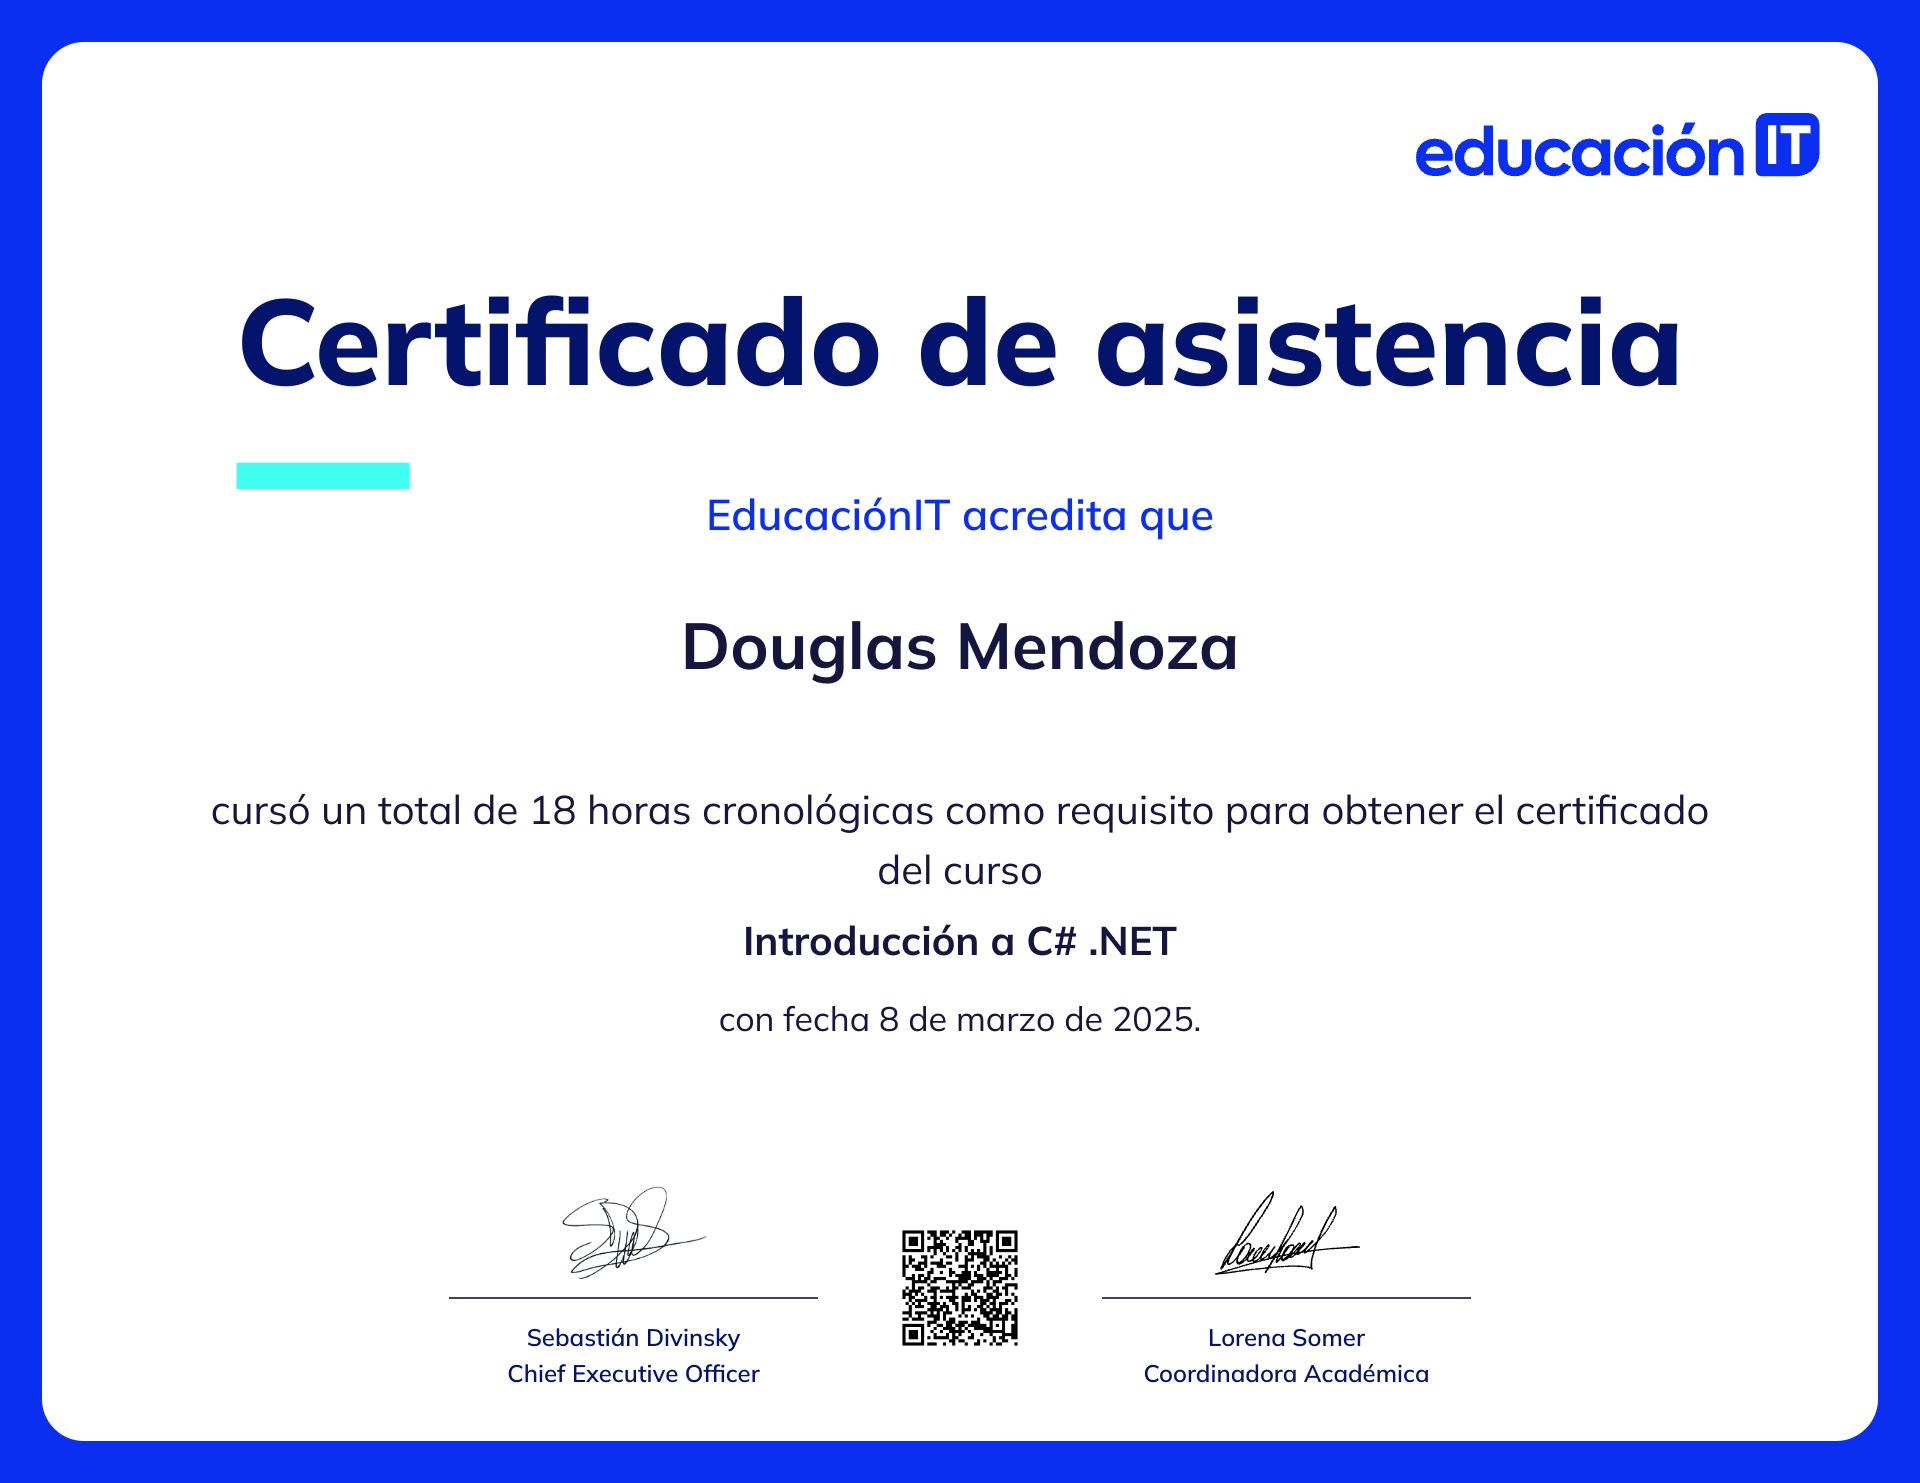 educación IT
Certificado de asistencia
EducaciónIT acredita que
Douglas Mendoza
cursó un total de 18 horas cronológicas como requisito para obtener el certificado
del curso
Introducción a C# .NET
con fecha 8 de marzo de 2025.
Sebastián Divinsky
Chief Executive Officer
Lorena Somer
Coordinadora Académica